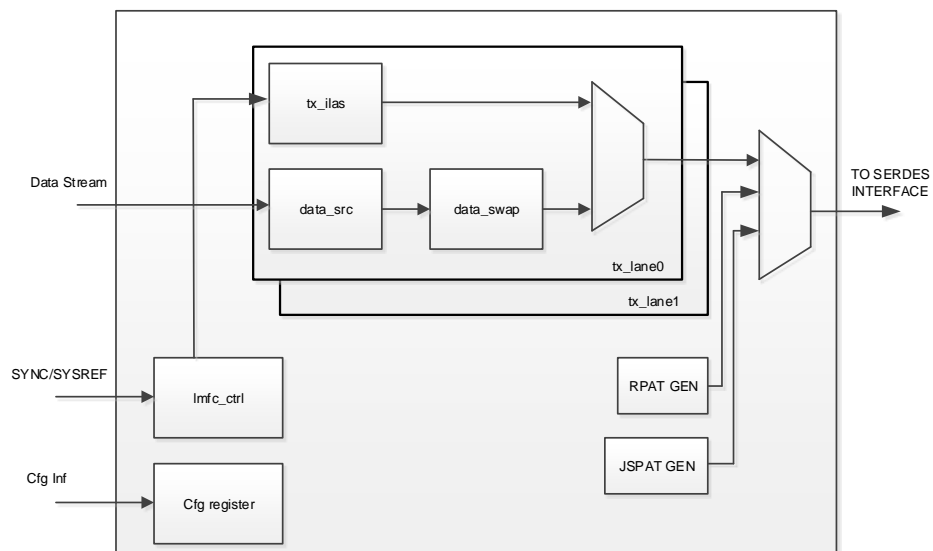 tx_ilas
Data Stream
TO SERDES
INTERFACE
data_src
data_swap
tx_lane0
tx_lane1
SYNC/SYSREF
lmfc_ctrl
RPAT GEN
JSPAT GEN
Cfg Inf
Cfg register